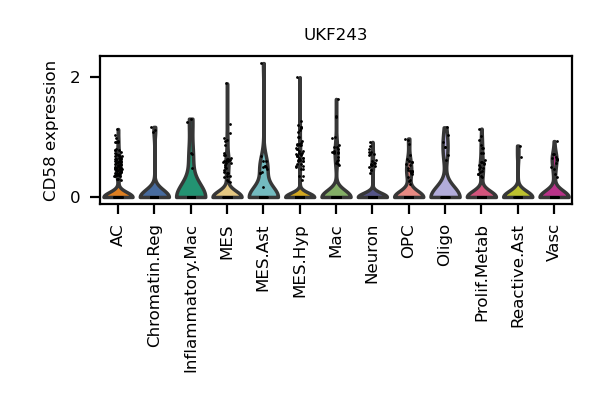 UKF243
CD58 expression
2
0
AC
Chromatin.Reg
Inflammatory.Mac
MES
MES.Ast
MES.Hyp
Mac
Neuron
OPC
Oligo
Prolif.Metab
Reactive.Ast
Vasc